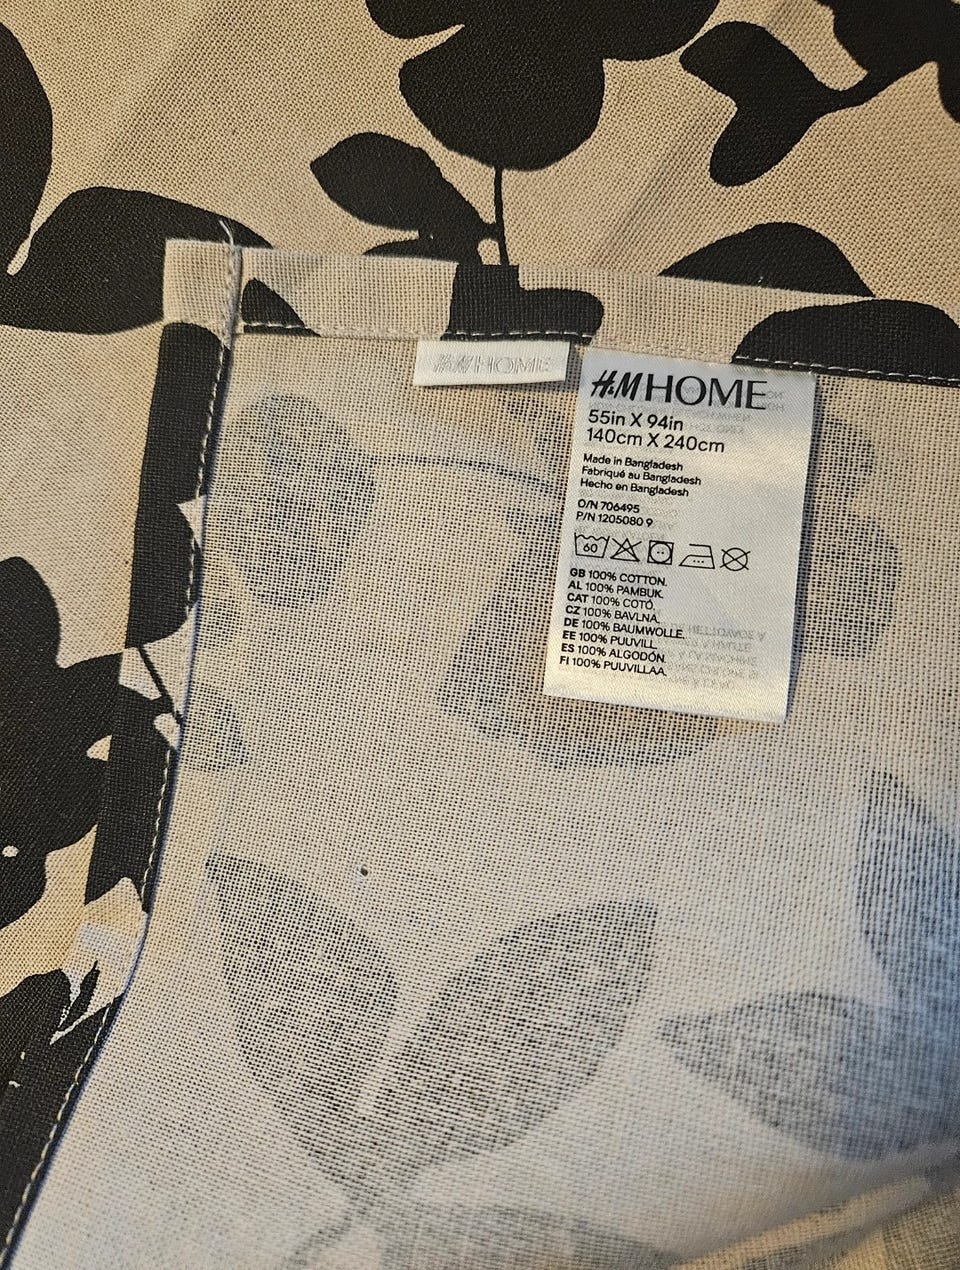 H&M HOME
H&M HOME
55in X 94in
140cm X 240cm
Made in Bangladesh
Fabriqué au Bangladesh
Hecho en Bangladesh
O/N 706495
P/N 1205080 9
60
GB 100% COTTON.
AL 100% PAMBUK.
CAT 100% COTÓ.
CZ 100% BAVLNA.
DE 100% BAUMWOLLE.
EE 100% PUUVILL.
ES 100% ALGODÓN.
FI 100% PUUVILLAA.